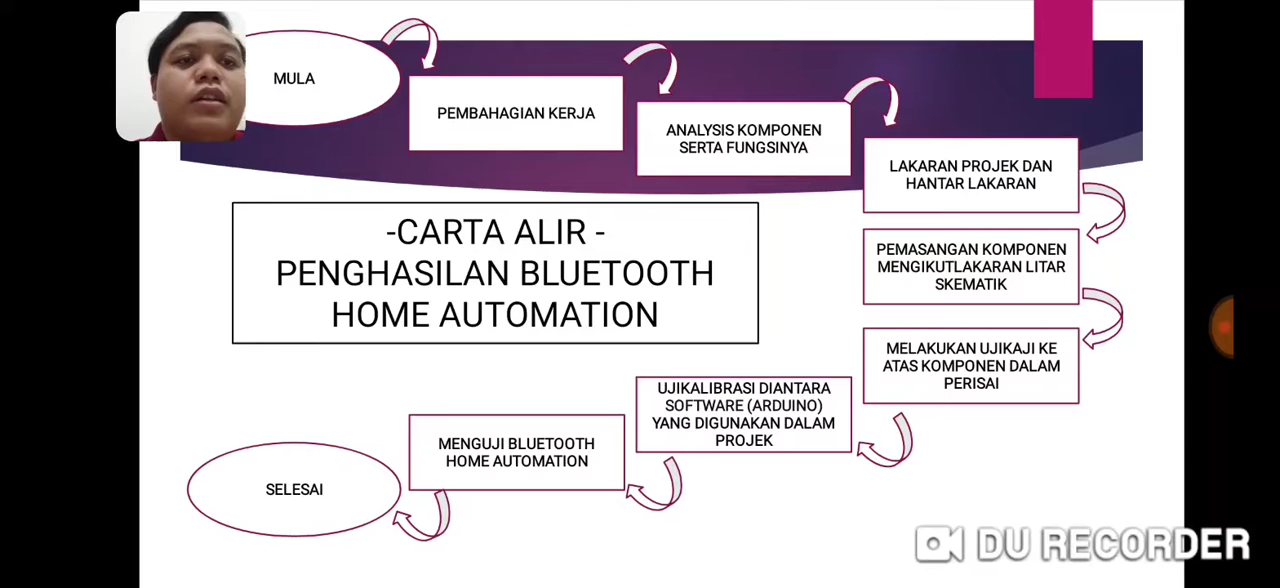 MULA
PEMBAHAGIAN KERJA
ANALYSIS KOMPONEN
SERTA FUNGSINYA
LAKARAN PROJEK DAN
HANTAR LAKARAN
-CARTA ALIR -
PENGHASILAN BLUETOOTH
HOME AUTOMATION
PEMASANGAN KOMPONEN
MENGIKUTLAKARAN LITAR
SKEMATIK
MELAKUKAN UJIKAJI KE
ATAS KOMPONEN DALAM
PERISAI
UJIKALIBRASI DIANTARA
SOFTWARE (ARDUINO)
YANG DIGUNAKAN DALAM
PROJEK
MENGUJI BLUETOOTH
HOME AUTOMATION
SELESAI
DU RECORDER